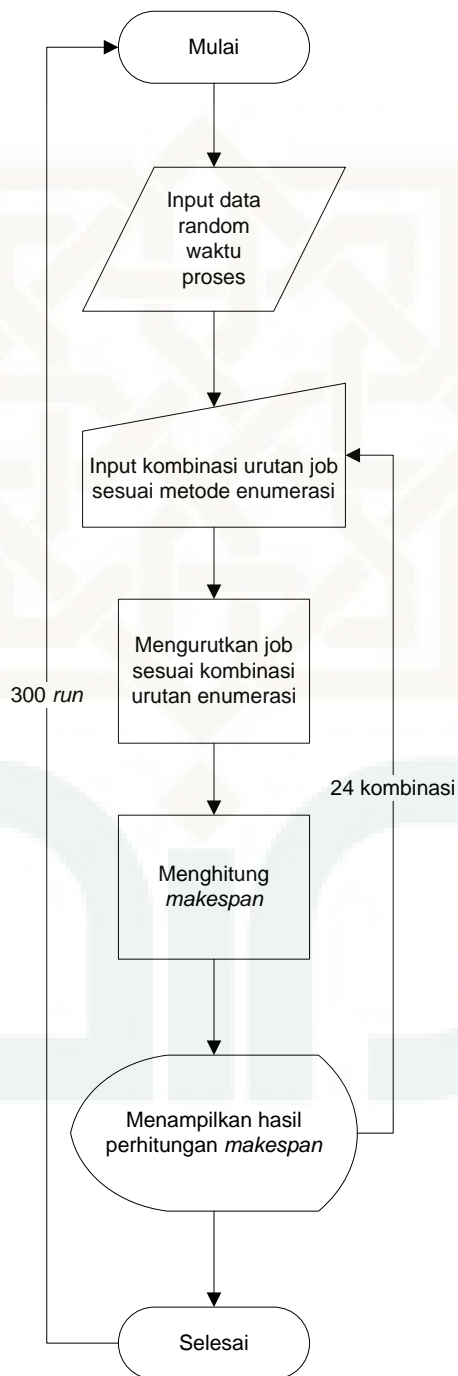 Mulai
Input data
random
waktu
proses
Input kombinasi urutan job
sesuai metode enumerasi
Mengurutkan job
sesuai kombinasi
urutan enumerasi
300 run
24 kombinasi
Menghitung
makespan
Menampilkan hasil
perhitungan makespan
Selesai